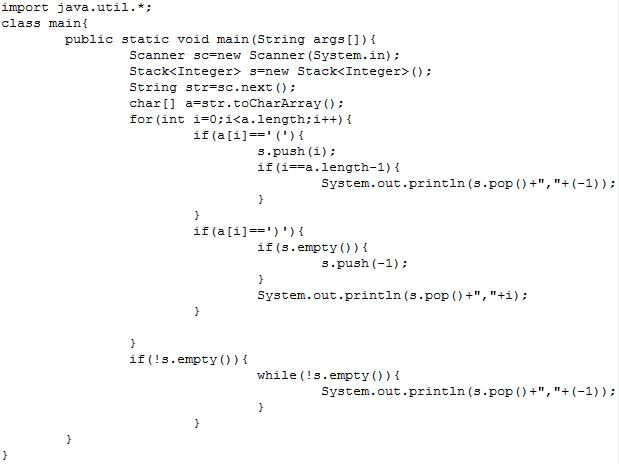 import java.util.*;
class main{
        public static void main(String args[]){
                Scanner sc=new Scanner(System.in);
                Stack<Integer> s=new Stack<Integer>();
                String str=sc.next();
                char[] a=str.toCharArray();
                for(int i=0;i<a.length;i++){
                        if(a[i]=='('){
                                s.push(i);
                                if(i==a.length-1){
                                        System.out.println(s.pop()+","+(-1));
                                }
                        }
                        if(a[i]==')'){
                                if(s.empty()){
                                        s.push(-1);
                                }
                                System.out.println(s.pop()+","+i);
                        }

                }
                if(!s.empty()){
                                while(!s.empty()){
                                        System.out.println(s.pop()+","+(-1));
                                }
                        }
        }
}